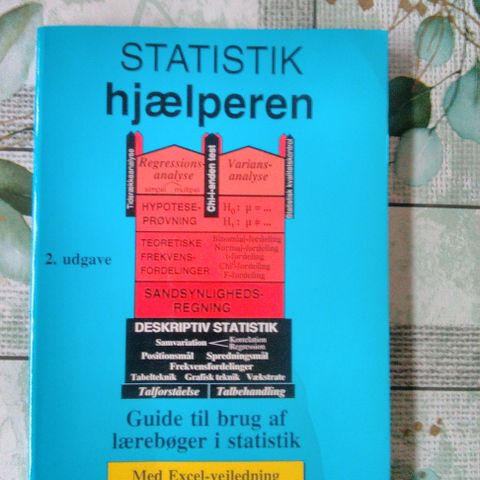 STATISTIK
hjælperen
Tidsrækkeanalyse
Regressions-
analyse
simpel multipel
Chi-i-anden test
Varians-
analyse
Statistisk kvalitetskontrol
HYPOTESE-
PRØVNING
H₀: μ = ...
H₁: μ ≠ ...
2. udgave
TEORETISKE
FREKVENS-
FORDELINGER
Binomial-fordeling
Normal-fordeling
t-fordeling
Chi²-fordeling
F-fordeling
SANDSYNLIGHEDS-
REGNING
DESKRIPTIV STATISTIK
Samvariation
Korrelation
Regression
Positionsmål Spredningsmål
Frekvensfordelinger
Tabelteknik Grafisk teknik Vækstrate
Talforståelse Talbehandling
Guide til brug af
lærebøger i statistik
Med Excel-vejledning